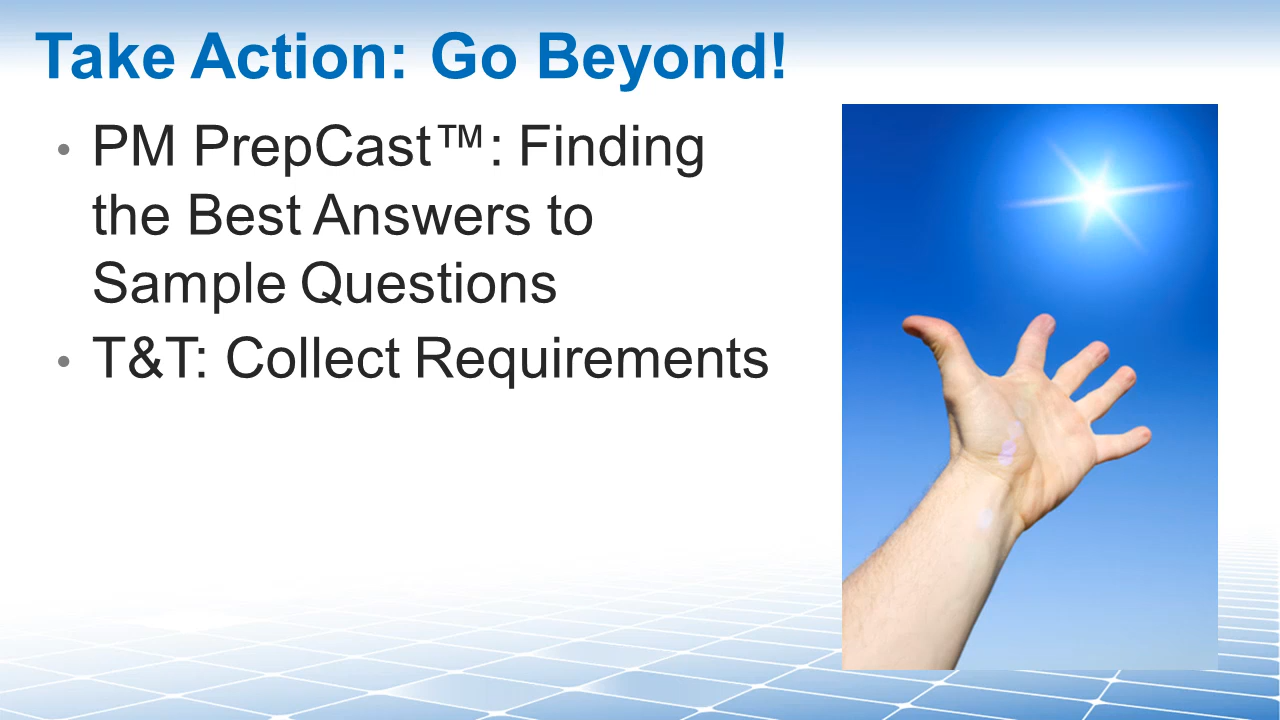 Take Action: Go Beyond!
• PM PrepCast™: Finding
the Best Answers to
Sample Questions
• T&T: Collect Requirements